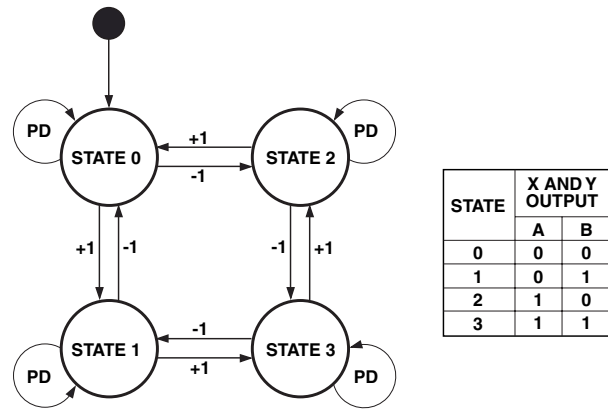 PD
STATE 0
+1
-1
STATE 2
PD
+1
-1
-1
+1
PD
STATE 1
-1
+1
STATE 3
PD
STATE X AND Y OUTPUT
A B
0 0 0
1 0 1
2 1 0
3 1 1